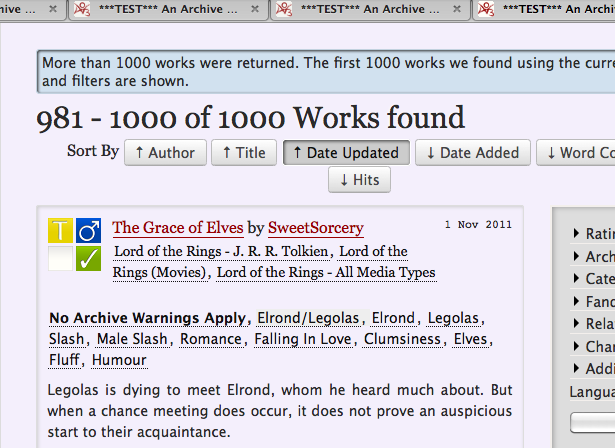 hive ... ***TEST*** An Archive ... ***TEST*** An Archive ... ***TEST*** An Archi
More than 1000 works were returned. The first 1000 works we found using the curre
and filters are shown.
981 - 1000 of 1000 Works found
Sort By ↑ Author ↑ Title ↑ Date Updated ↓ Date Added ↓ Word Co
↓ Hits
T The Grace of Elves by SweetSorcery 1 Nov 2011
Lord of the Rings - J. R. R. Tolkien, Lord of the
Rings (Movies), Lord of the Rings - All Media Types
No Archive Warnings Apply, Elrond/Legolas, Elrond, Legolas,
Slash, Male Slash, Romance, Falling In Love, Clumsiness, Elves,
Fluff, Humour
Legolas is dying to meet Elrond, whom he heard much about. But
when a chance meeting does occur, it does not prove an auspicious
start to their acquaintance.
Ratin
Arch
Cate
Fand
Rela
Char
Addi
Langua